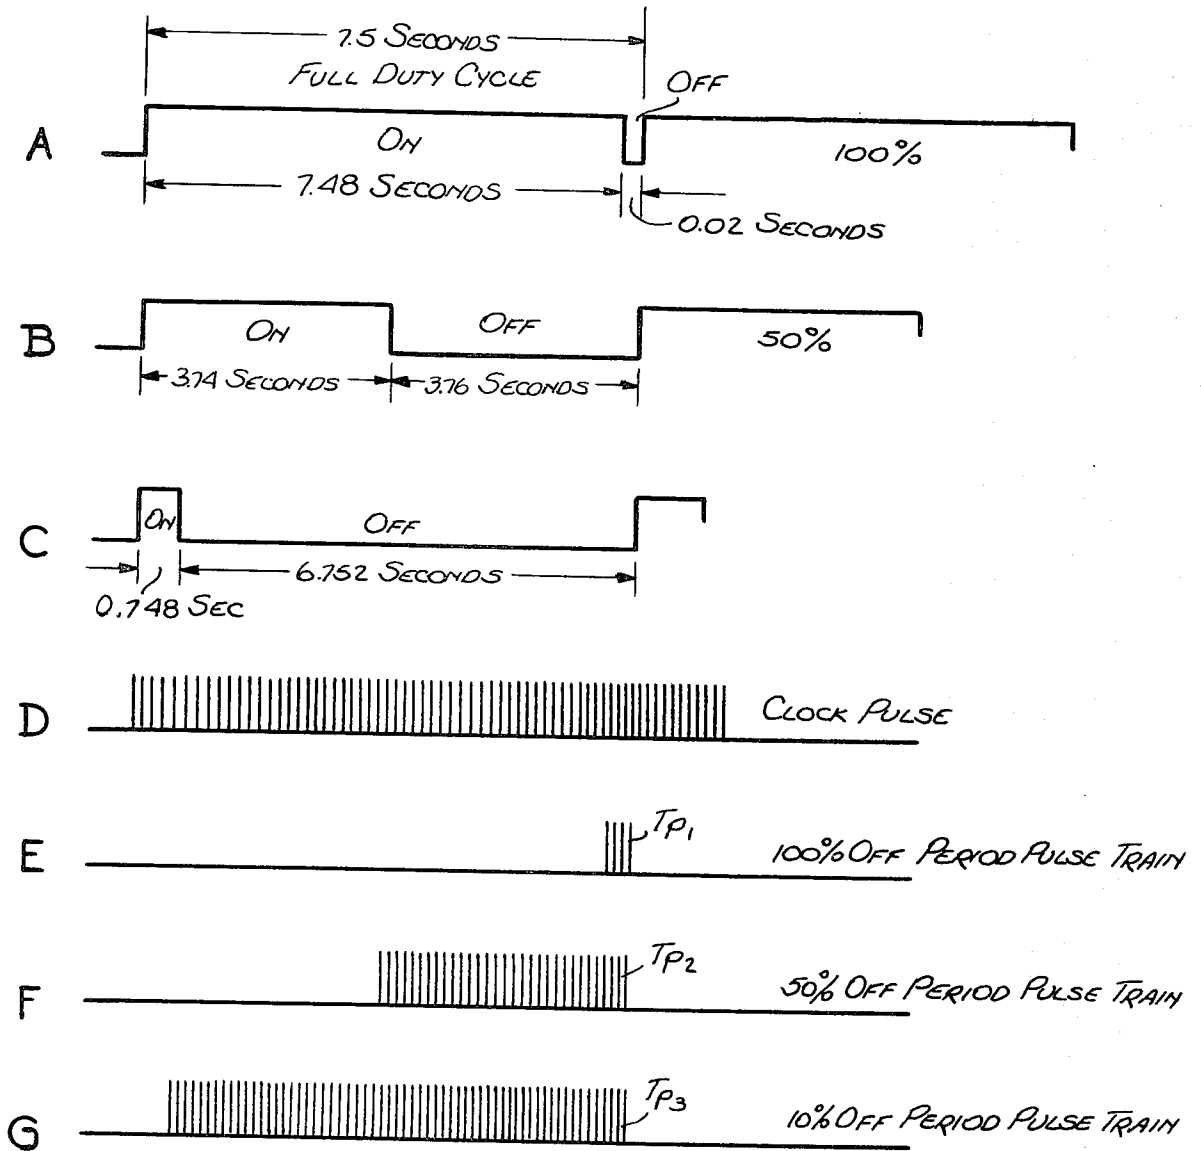 7.5 SECONDS
FULL DUTY CYCLE
OFF
A
ON
100%
7.48 SECONDS
0.02 SECONDS
B
ON
OFF
50%
3.74 SECONDS
3.76 SECONDS
C
ON
OFF
6.752 SECONDS
0.748 SEC
D
CLOCK PULSE
E
TP1
100% OFF PERIOD PULSE TRAIN
F
TP2
50% OFF PERIOD PULSE TRAIN
G
TP3
10% OFF PERIOD PULSE TRAIN